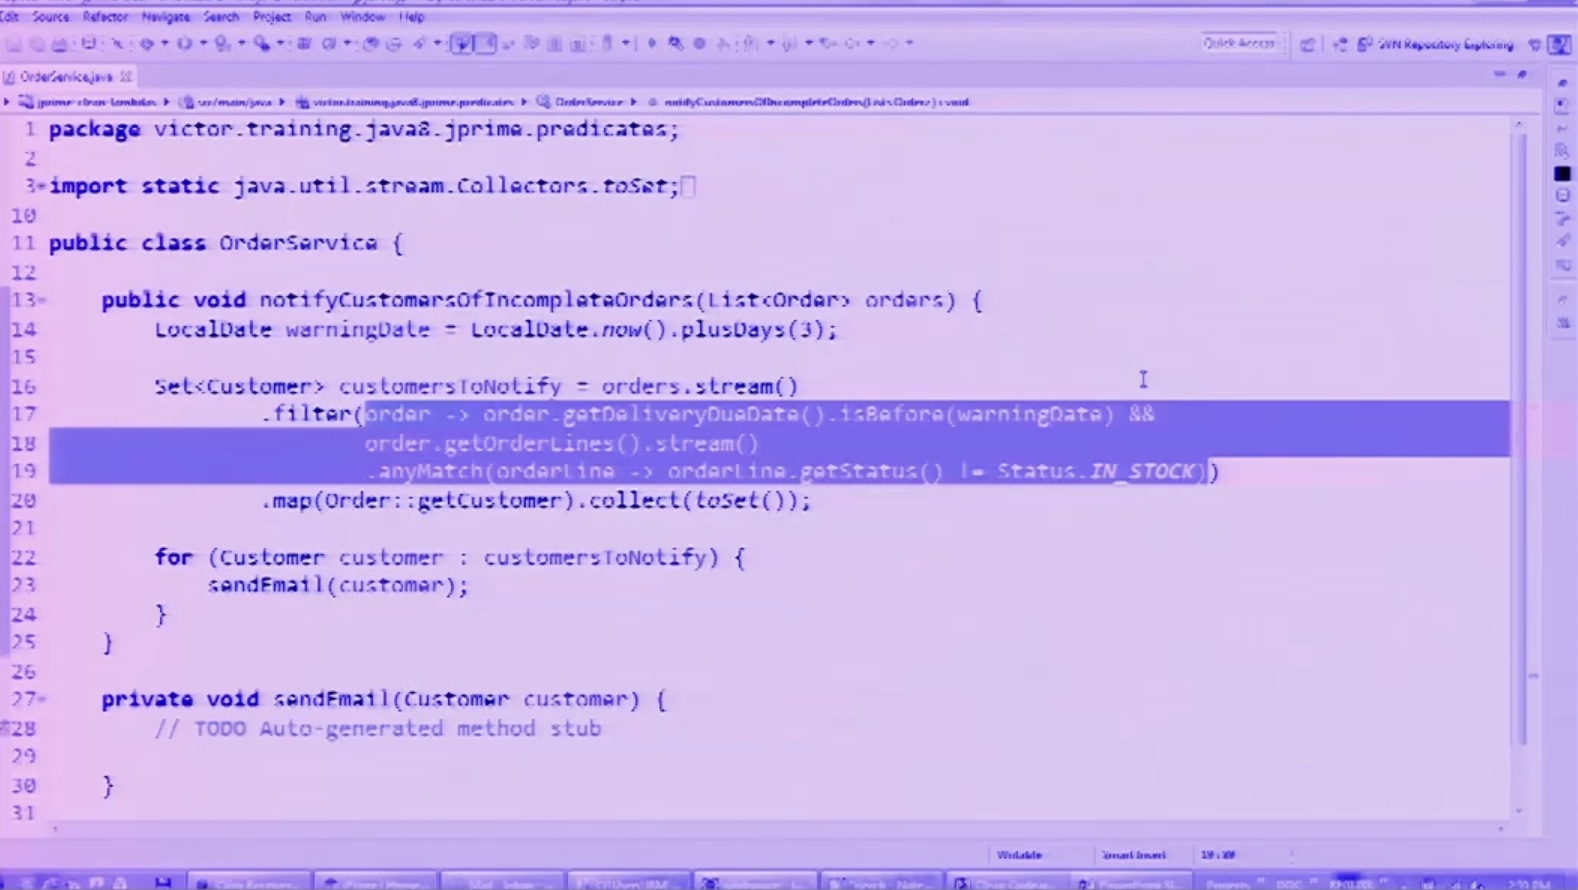 Edit Source Refactor Navigate Search Project Run Window Help
Quick Access SVN Repository Exploring
OrderService.java
jprime-clean-lambdas src/main/java victor.training.java8.jprime.predicates OrderService notifyCustomersOfIncompleteOrders(List<Order>) : void
1 package victor.training.java8.jprime.predicates;
2
3 import static java.util.stream.Collectors.toSet;
10
11 public class OrderService {
12
13 public void notifyCustomersOfIncompleteOrders(List<Order> orders) {
14 LocalDate warningDate = LocalDate.now().plusDays(3);
15
16 Set<Customer> customersToNotify = orders.stream()
17 .filter(order -> order.getDeliveryDueDate().isBefore(warningDate) &&
18 order.getOrderLines().stream()
19 .anyMatch(orderLine -> orderLine.getStatus() != Status.IN_STOCK))
20 .map(Order::getCustomer).collect(toSet());
21
22 for (Customer customer : customersToNotify) {
23 sendEmail(customer);
24 }
25 }
26
27 private void sendEmail(Customer customer) {
28 // TODO Auto-generated method stub
29
30 }
31
Writable Smart Insert